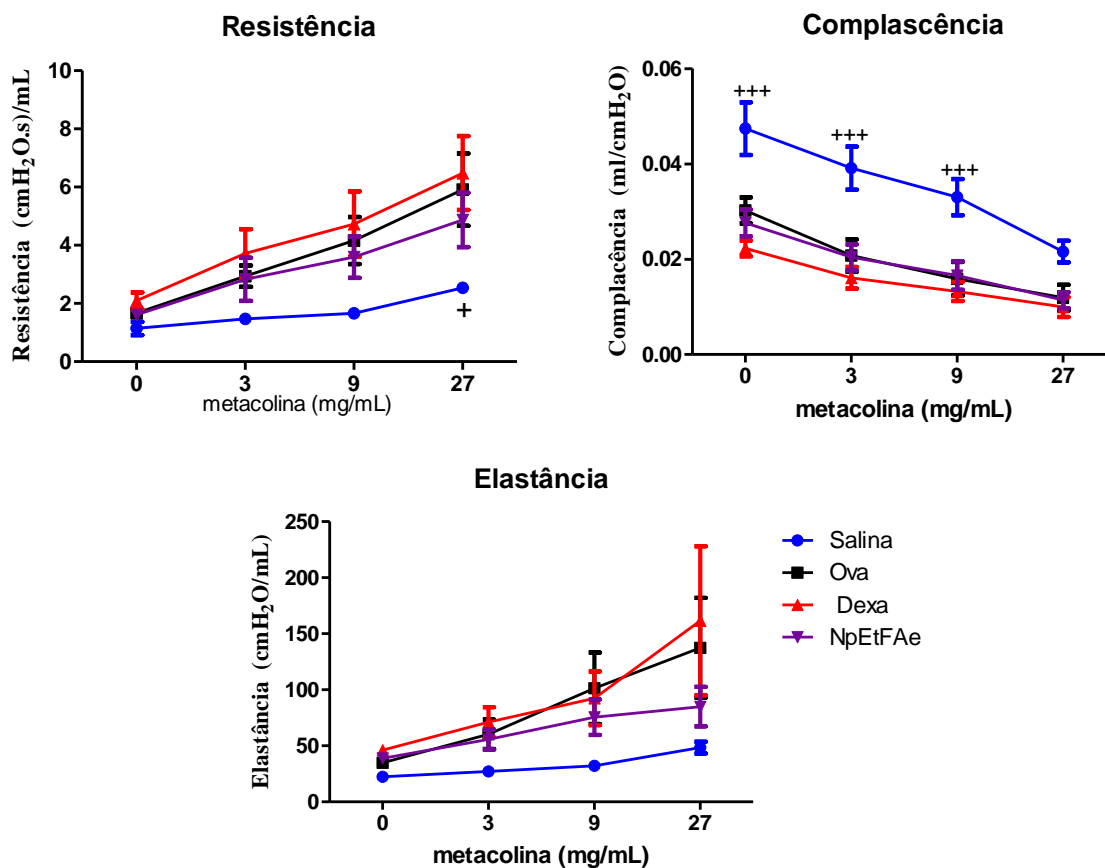 Resistência
Resistência (cmH₂O.s)/mL
10
8
6
4
2
0
+
0 3 9 27
metacolina (mg/mL)
Complascência
Complacência (ml/cmH₂O)
0.06
0.04
0.02
0.00
+++
+++
+++
0 3 9 27
metacolina (mg/mL)
Elastância
Elastância (cmH₂O/mL)
250
200
150
100
50
0
0 3 9 27
metacolina (mg/mL)
Salina
Ova
Dexa
NpEtFAe